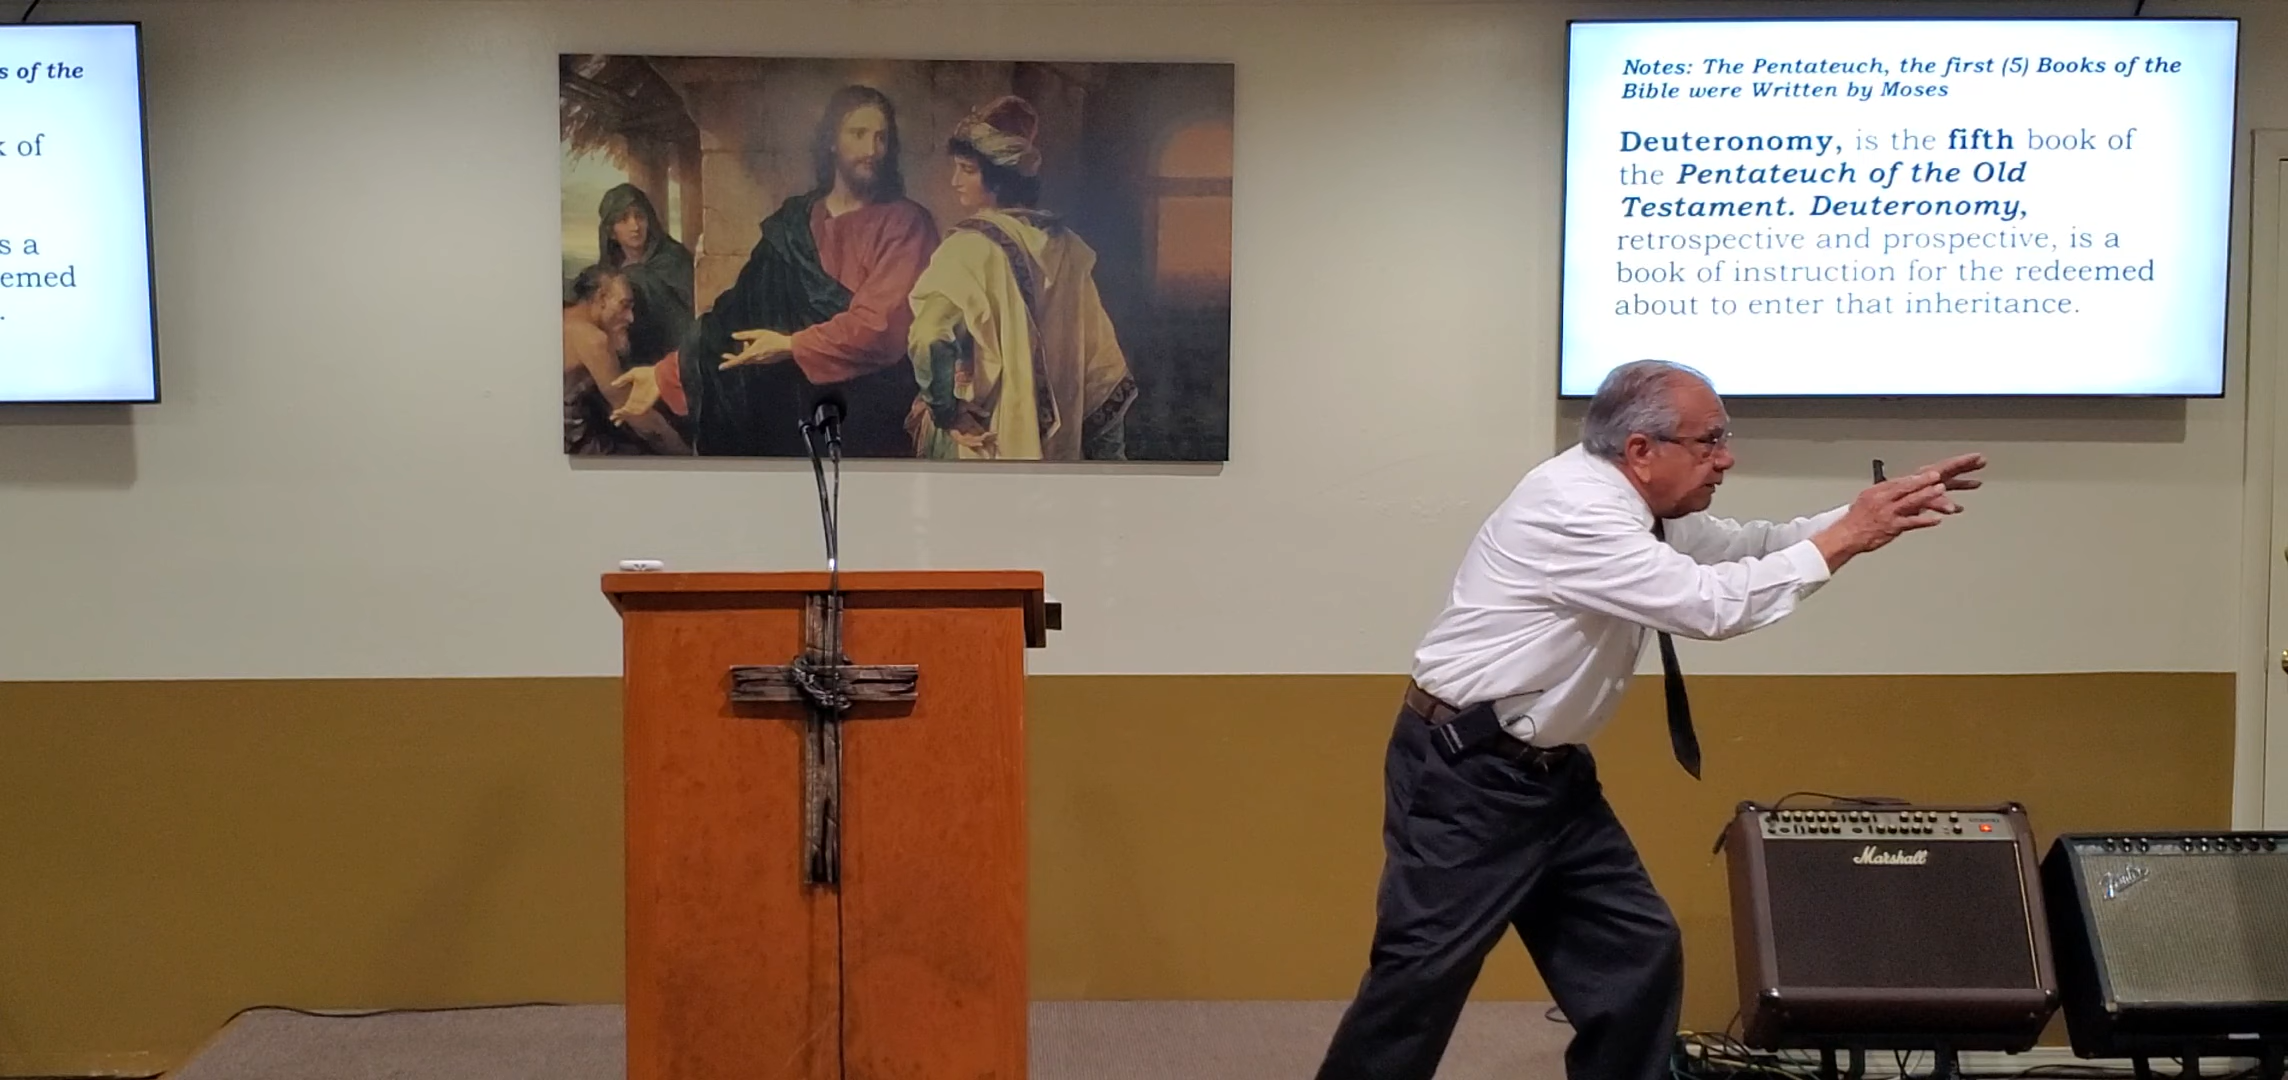 s of the
k of
s a
emed
.
Notes: The Pentateuch, the first (5) Books of the
Bible were Written by Moses
Deuteronomy, is the fifth book of
the Pentateuch of the Old
Testament. Deuteronomy,
retrospective and prospective, is a
book of instruction for the redeemed
about to enter that inheritance.
Marshall
Fender